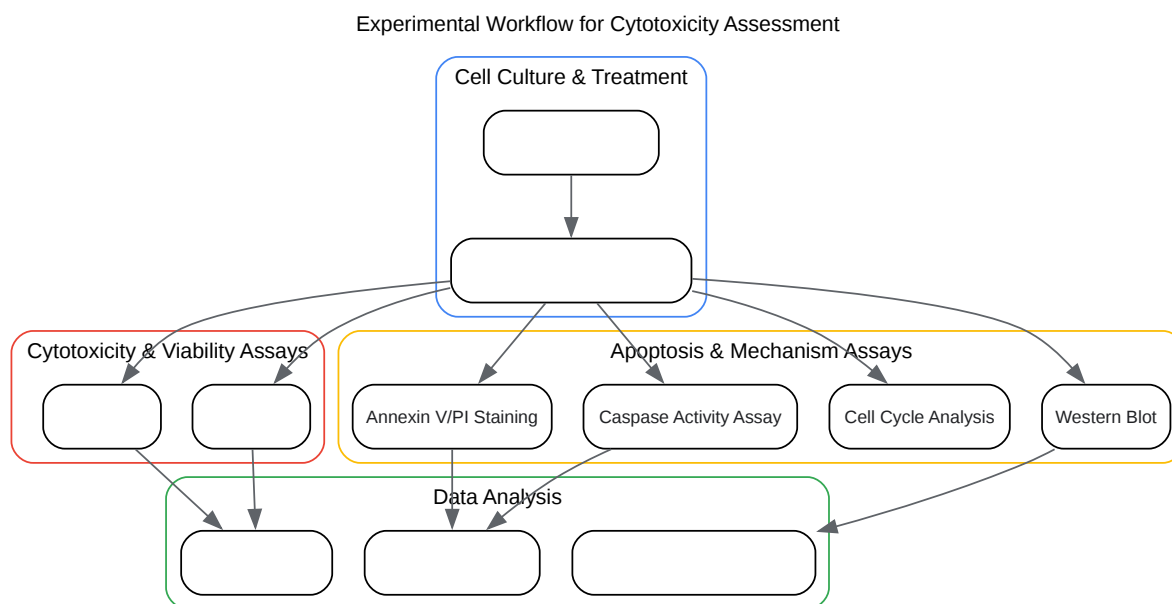 Experimental Workflow for Cytotoxicity Assessment
Cell Culture & Treatment
Cytotoxicity & Viability Assays
Apoptosis & Mechanism Assays
Annexin V/PI Staining
Caspase Activity Assay
Cell Cycle Analysis
Western Blot
Data Analysis